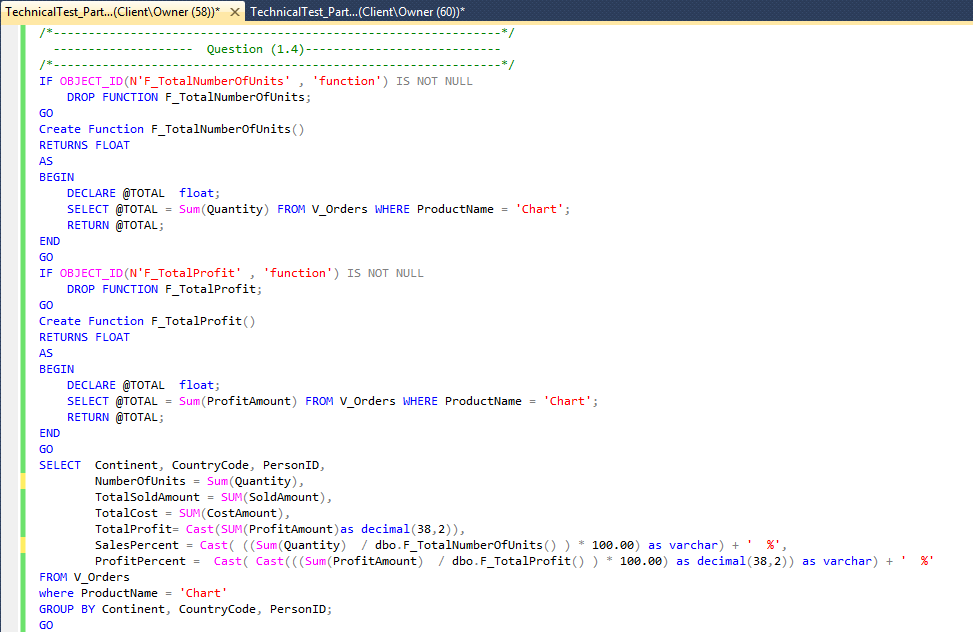 TechnicalTest_Part...(Client\Owner (58))* ✕ TechnicalTest_Part...(Client\Owner (60))*
/*----------------------------------------------------------------*/
-------------------- Question (1.4)----------------------------
/*----------------------------------------------------------------*/
IF OBJECT_ID(N'F_TotalNumberOfUnits' , 'function') IS NOT NULL
    DROP FUNCTION F_TotalNumberOfUnits;
GO
Create Function F_TotalNumberOfUnits()
RETURNS FLOAT
AS
BEGIN
    DECLARE @TOTAL  float;
    SELECT @TOTAL = Sum(Quantity) FROM V_Orders WHERE ProductName = 'Chart';
    RETURN @TOTAL;
END
GO
IF OBJECT_ID(N'F_TotalProfit' , 'function') IS NOT NULL
    DROP FUNCTION F_TotalProfit;
GO
Create Function F_TotalProfit()
RETURNS FLOAT
AS
BEGIN
    DECLARE @TOTAL  float;
    SELECT @TOTAL = Sum(ProfitAmount) FROM V_Orders WHERE ProductName = 'Chart';
    RETURN @TOTAL;
END
GO
SELECT  Continent, CountryCode, PersonID,
        NumberOfUnits = Sum(Quantity),
        TotalSoldAmount = SUM(SoldAmount),
        TotalCost = SUM(CostAmount),
        TotalProfit= Cast(SUM(ProfitAmount)as decimal(38,2)),
        SalesPercent = Cast( ((Sum(Quantity)  / dbo.F_TotalNumberOfUnits() ) * 100.00) as varchar) + '  %',
        ProfitPercent =  Cast( Cast(((Sum(ProfitAmount)  / dbo.F_TotalProfit() ) * 100.00) as decimal(38,2)) as varchar) + '  %'
FROM V_Orders
where ProductName = 'Chart'
GROUP BY Continent, CountryCode, PersonID;
GO